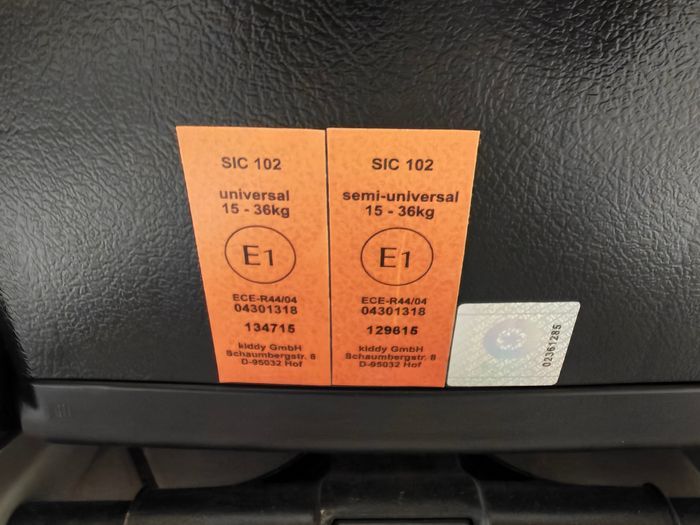 SIC 102
universal
15 - 36kg
E1
ECE-R44/04
04301318
134715
kiddy GmbH
Schaumbergstr. 8
D-95032 Hof
SIC 102
semi-universal
15 - 36kg
E1
ECE-R44/04
04301318
129815
kiddy GmbH
Schaumbergstr. 8
D-95032 Hof
02361285